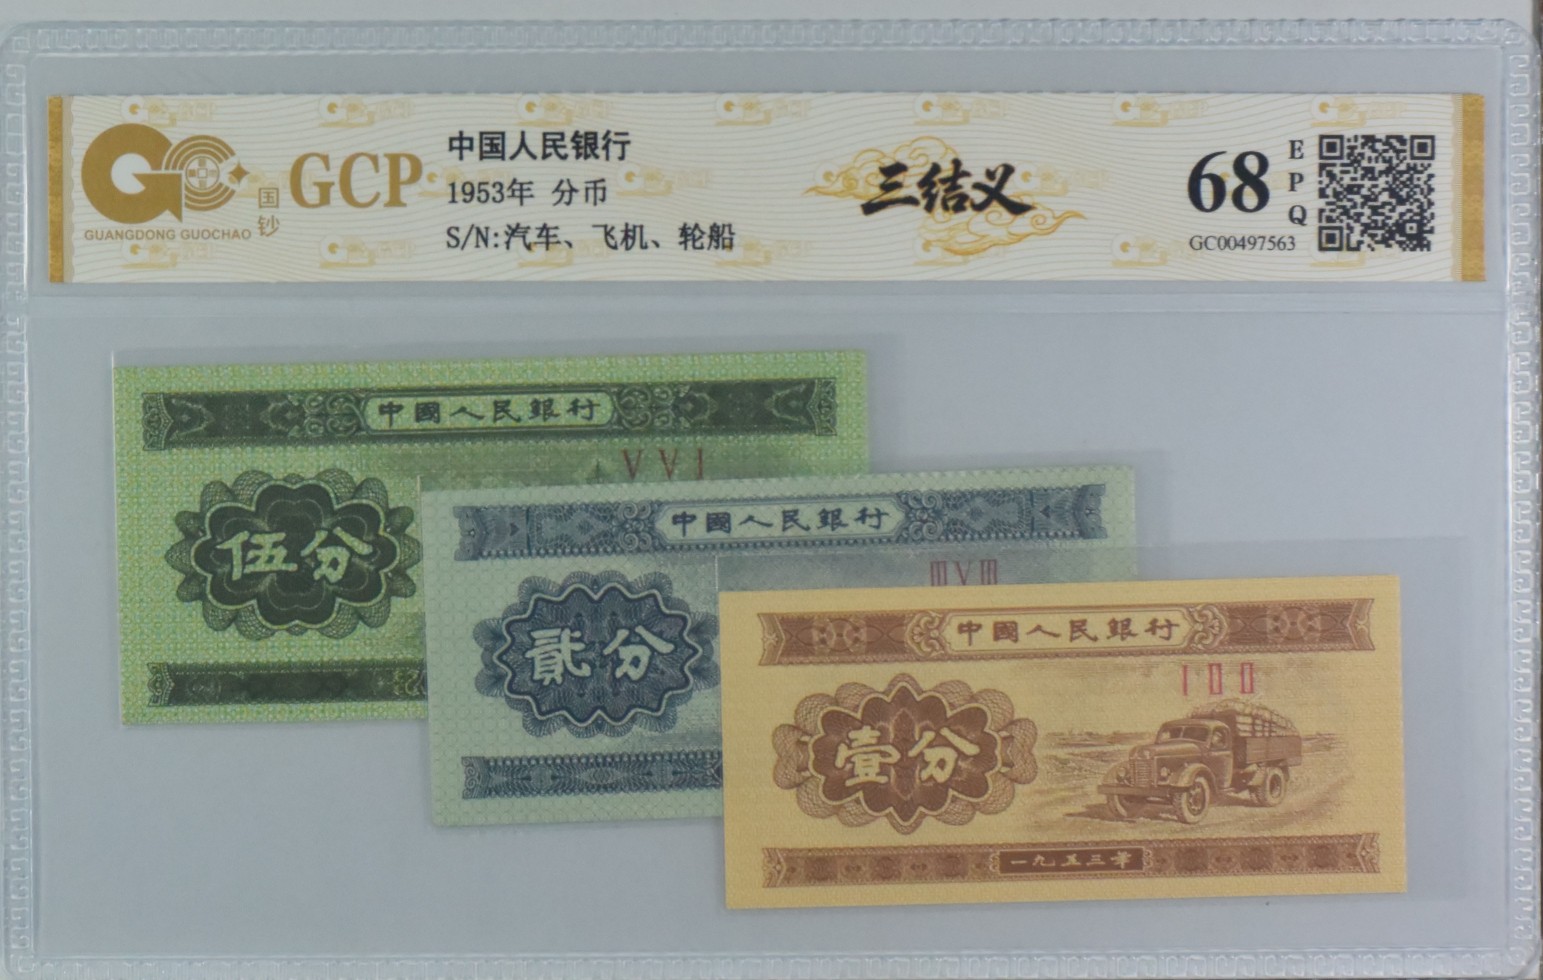 中国人民银行
1953年 分币
S/N:汽车、飞机、轮船
GCP
国钞
GUANGDONG GUOCHAO
三结义
68
EPQ
GC00497563
中國人民銀行
V V I
伍分
中國人民銀行
III V III
貳分
中國人民銀行
壹分
一九五三年